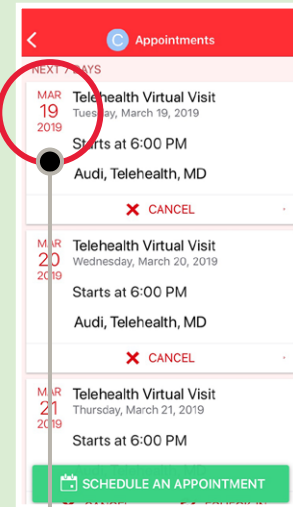 C Appointments
NEXT 7 DAYS
MAR
19
2019
Telehealth Virtual Visit
Tuesday, March 19, 2019
Starts at 6:00 PM
Audi, Telehealth, MD
CANCEL
MAR
20
2019
Telehealth Virtual Visit
Wednesday, March 20, 2019
Starts at 6:00 PM
Audi, Telehealth, MD
CANCEL
MAR
21
2019
Telehealth Virtual Visit
Thursday, March 21, 2019
Starts at 6:00 PM
SCHEDULE AN APPOINTMENT